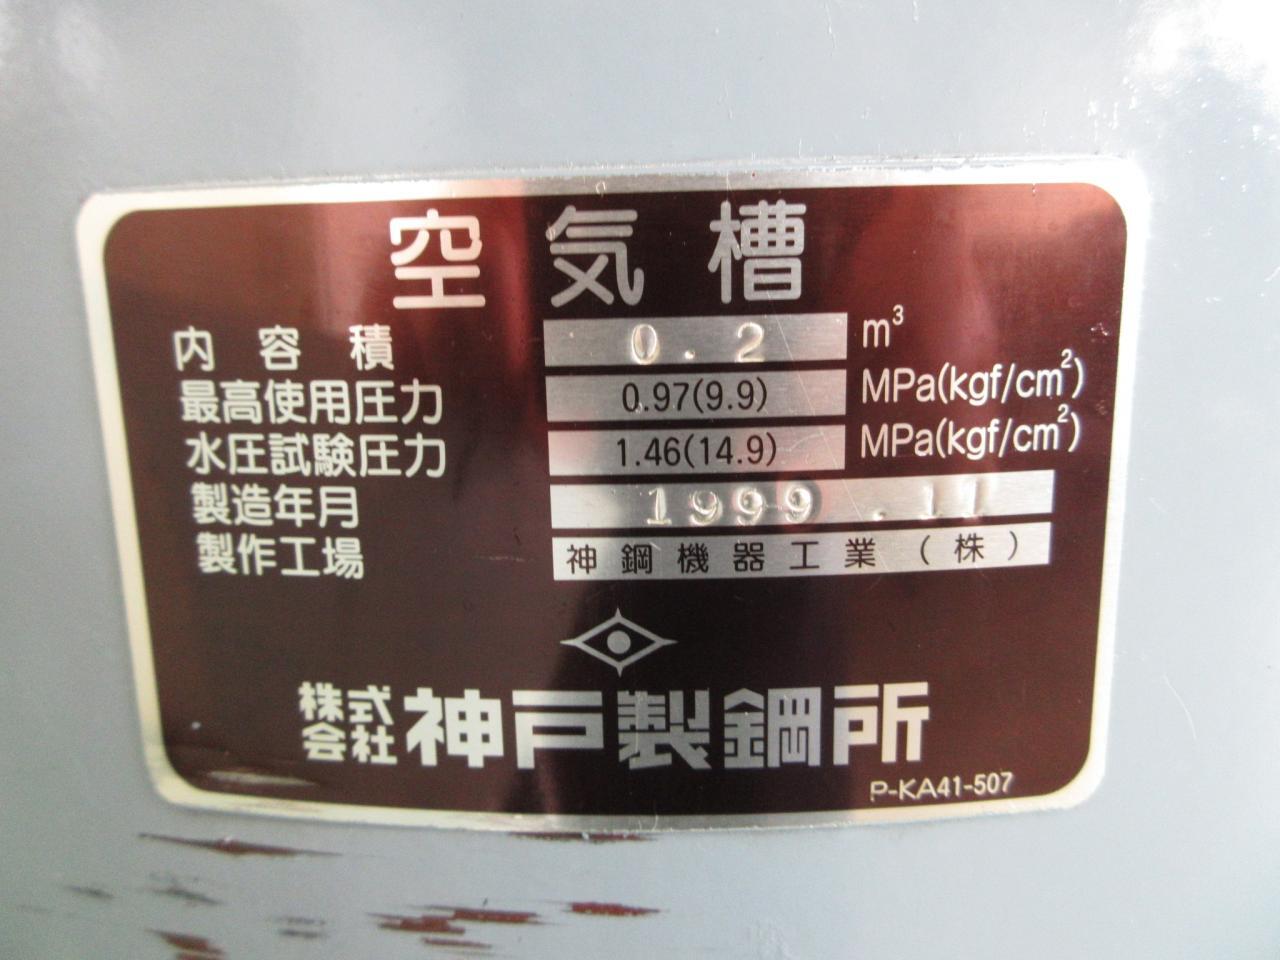 空気槽
内容積 0.2 m³
最高使用圧力 0.97(9.9) MPa(kgf/cm²)
水圧試験圧力 1.46(14.9) MPa(kgf/cm²)
製造年月 1999.11
製作工場 神鋼機器工業(株)
株式会社 神戸製鋼所
P-KA41-507